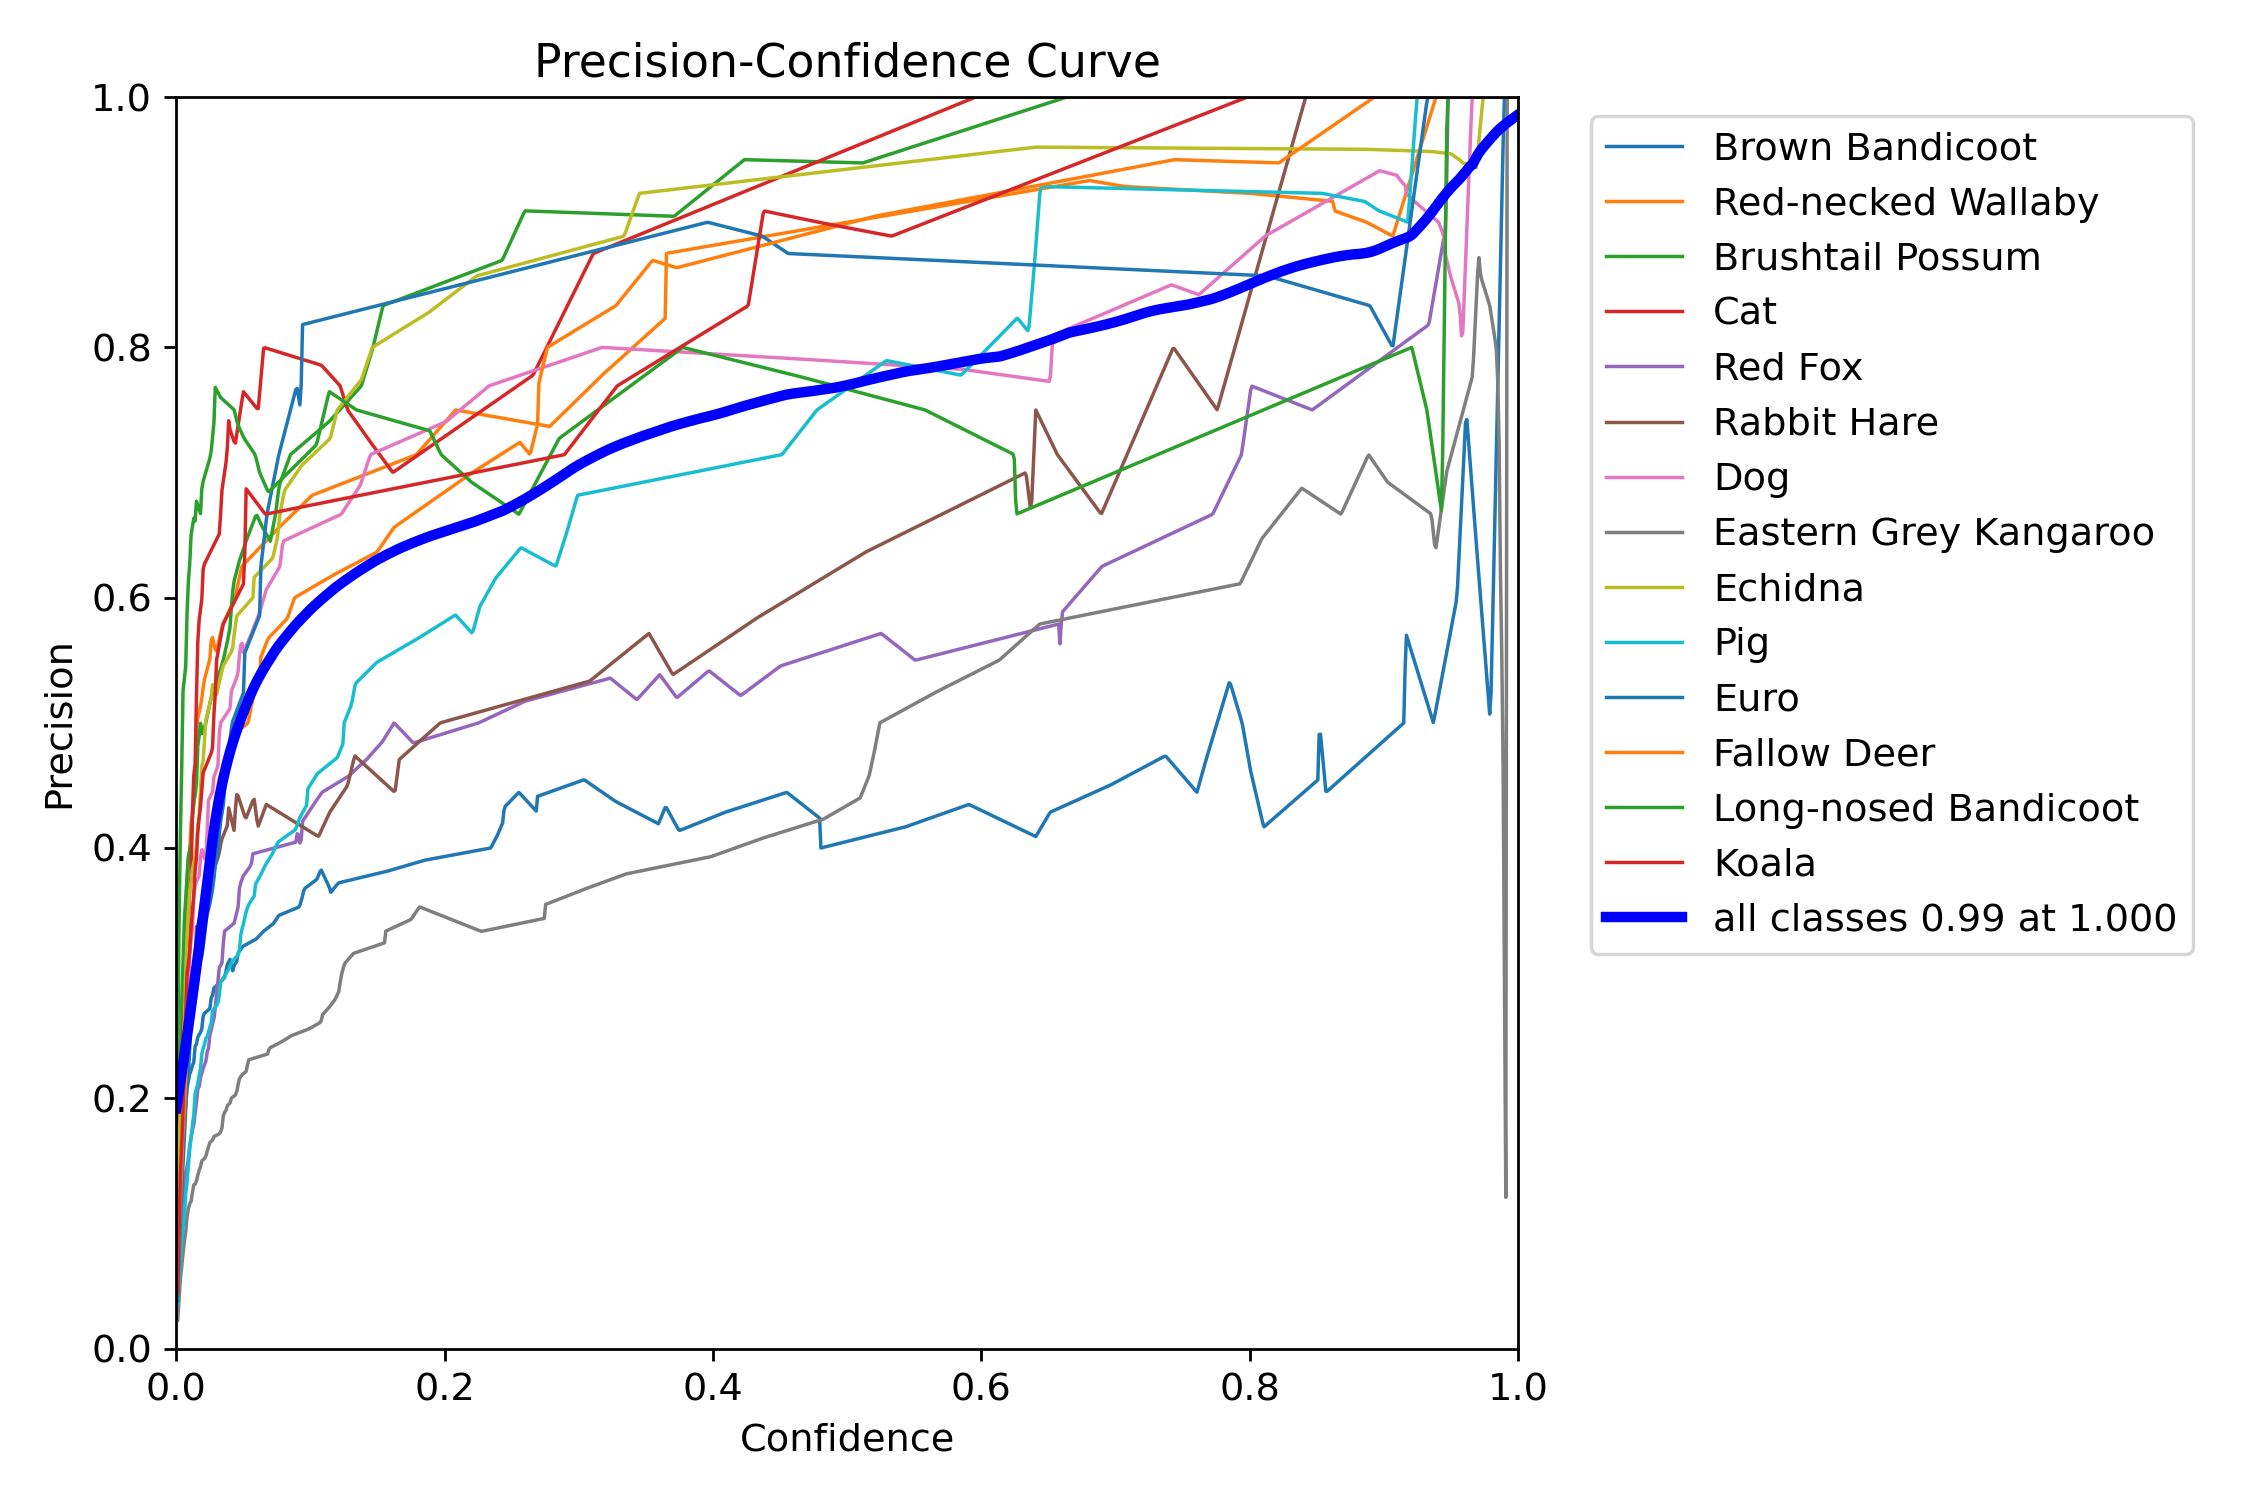 Precision-Confidence Curve
1.0
0.8
0.6
0.4
0.2
0.0
Precision
0.0 0.2 0.4 0.6 0.8 1.0
Confidence
Brown Bandicoot
Red-necked Wallaby
Brushtail Possum
Cat
Red Fox
Rabbit Hare
Dog
Eastern Grey Kangaroo
Echidna
Pig
Euro
Fallow Deer
Long-nosed Bandicoot
Koala
all classes 0.99 at 1.000